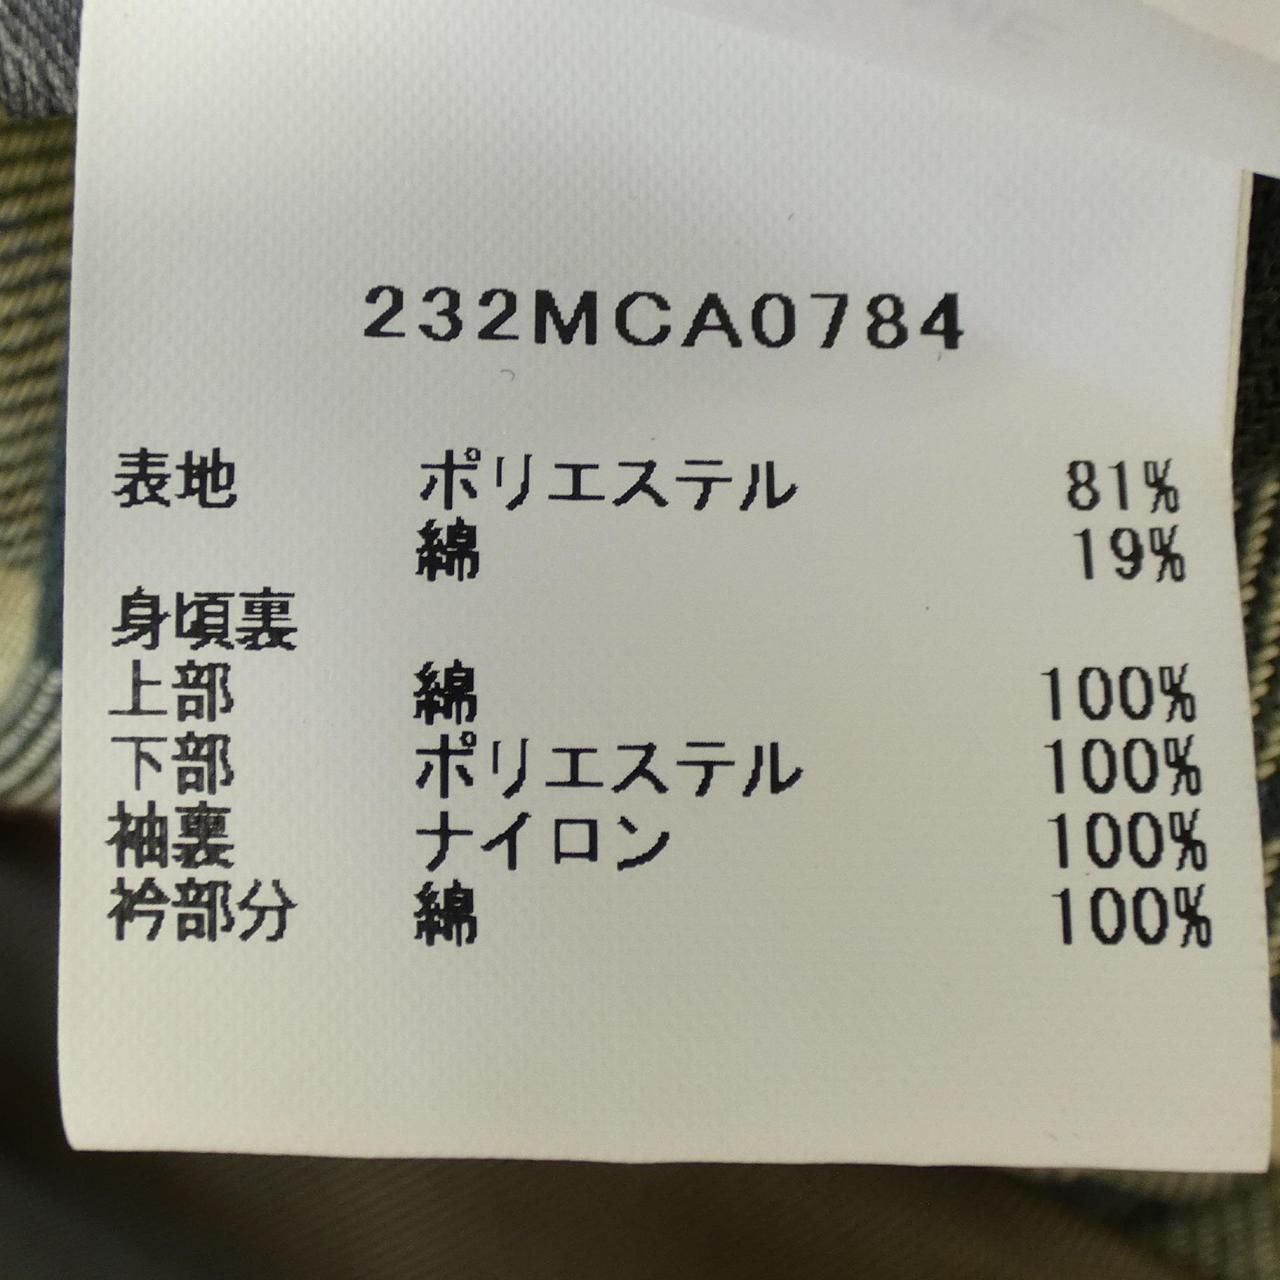 232MCA0784
表地 ポリエステル 81%
綿 19%
身頃裏
上部 綿 100%
下部 ポリエステル 100%
袖裏 ナイロン 100%
衿部分 綿 100%